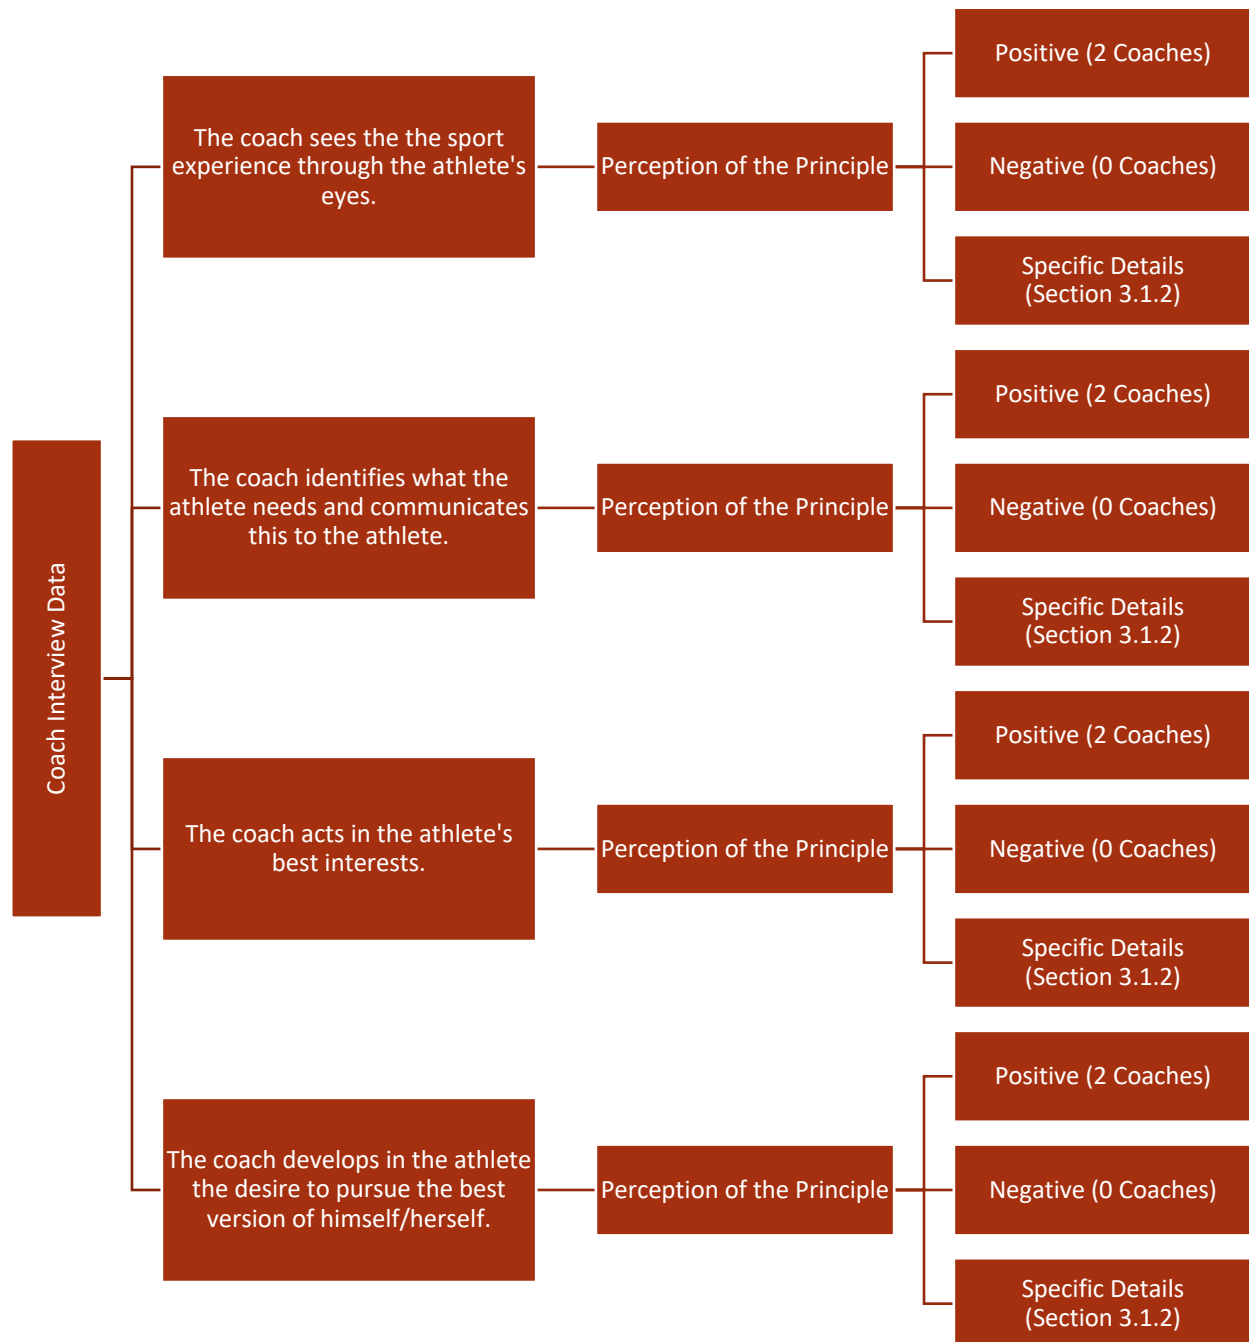 Coach Interview Data
The coach sees the the sport
experience through the athlete's
eyes.
Perception of the Principle
Positive (2 Coaches)
Negative (0 Coaches)
Specific Details
(Section 3.1.2)
The coach identifies what the
athlete needs and communicates
this to the athlete.
Perception of the Principle
Positive (2 Coaches)
Negative (0 Coaches)
Specific Details
(Section 3.1.2)
The coach acts in the athlete's
best interests.
Perception of the Principle
Positive (2 Coaches)
Negative (0 Coaches)
Specific Details
(Section 3.1.2)
The coach develops in the athlete
the desire to pursue the best
version of himself/herself.
Perception of the Principle
Positive (2 Coaches)
Negative (0 Coaches)
Specific Details
(Section 3.1.2)